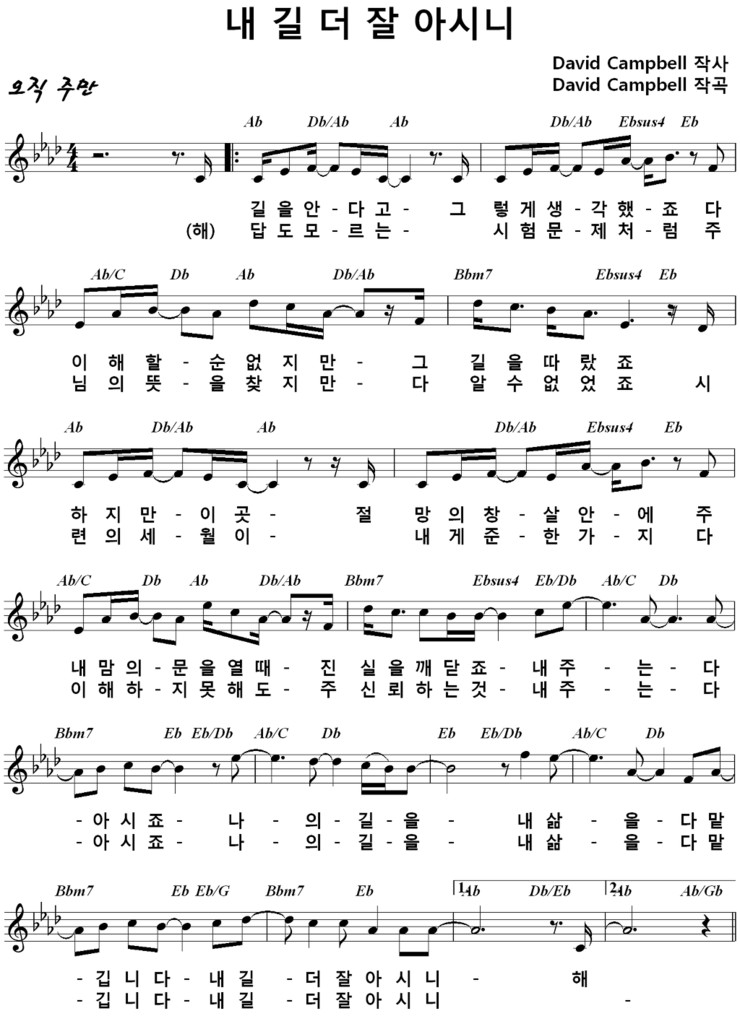 내 길 더 잘 아시니
David Campbell 작사
오직 주만
David Campbell 작곡
Ab Db/Ab Ab Db/Ab Ebsus4 Eb
길 을 안 - 다 고 - 그 렇 게 생 - 각 했 - 죠 다
(해) 답 도 모 - 르 는 - 시 험 문 - 제 처 - 럼 주
Ab/C Db Ab Db/Ab Bbm7 Ebsus4 Eb
이 해 할 - 순 없 지 만 - 그 길 을 따 랐 죠
님 의 뜻 - 을 찾 지 만 - 다 알 수 없 었 죠 시
Ab Db/Ab Ab Db/Ab Ebsus4 Eb
하 지 만 - 이 곳 - 절 망 의 창 - 살 안 - 에 주
련 의 세 - 월 이 - 내 게 준 - 한 가 - 지 다
Ab/C Db Ab Db/Ab Bbm7 Ebsus4 Eb/Db Ab/C Db
내 맘 의 - 문 을 열 때 - 진 실 을 깨 닫 죠 - 내 주 - 는 - 다
이 해 하 - 지 못 해 도 - 주 신 뢰 하 는 것 - 내 주 - 는 - 다
Bbm7 Eb Eb/Db Ab/C Db Eb Eb/Db Ab/C Db
- 아 시 죠 - 나 - 의 - 길 - 을 - 내 삶 - 을 - 다 맡
- 아 시 죠 - 나 - 의 - 길 - 을 - 내 삶 - 을 - 다 맡
Bbm7 Eb Eb/G Bbm7 Eb 1. Ab Db/Eb 2. Ab Ab/Gb
- 깁 니 다 - 내 길 - 더 잘 아 시 니 - 해
- 깁 니 다 - 내 길 - 더 잘 아 시 니 -